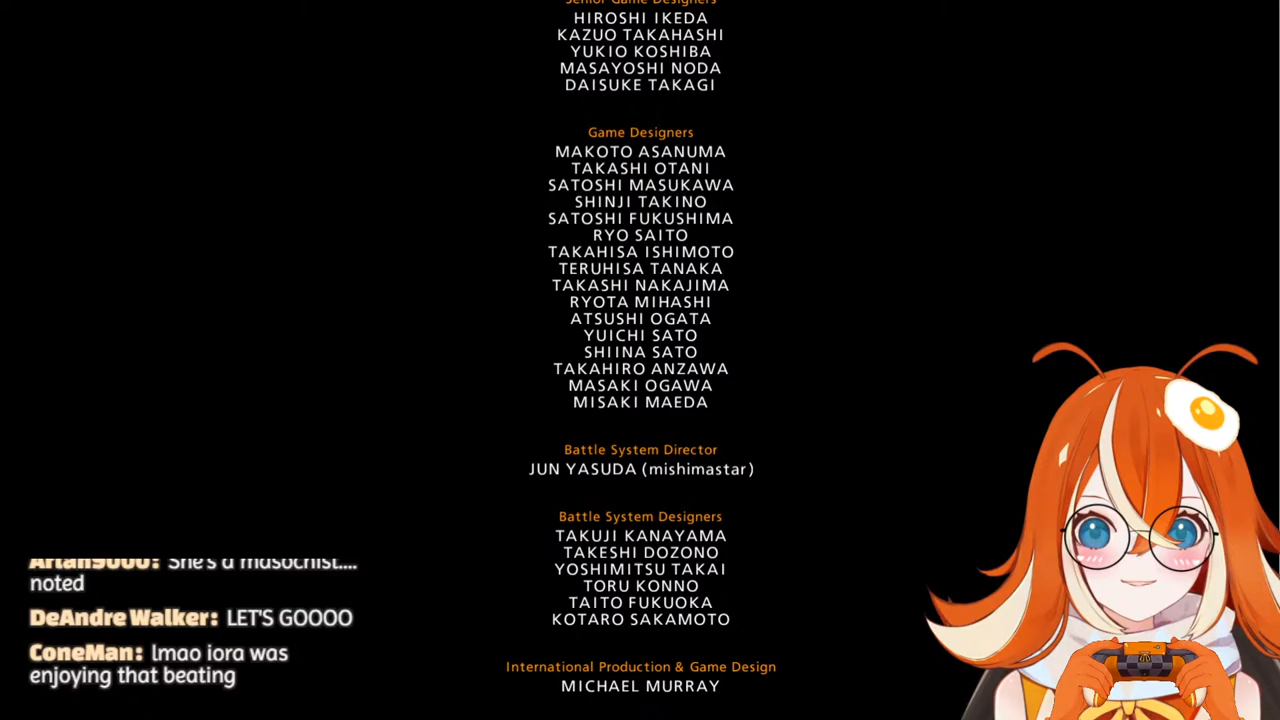 Senior Game Designers
HIROSHI IKEDA
KAZUO TAKAHASHI
YUKIO KOSHIBA
MASAYOSHI NODA
DAISUKE TAKAGI
Game Designers
MAKOTO ASANUMA
TAKASHI OTANI
SATOSHI MASUKAWA
SHINJI TAKINO
SATOSHI FUKUSHIMA
RYO SAITO
TAKAHISA ISHIMOTO
TERUHISA TANAKA
TAKASHI NAKAJIMA
RYOTA MIHASHI
ATSUSHI OGATA
YUICHI SATO
SHIINA SATO
TAKAHIRO ANZAWA
MASAKI OGAWA
MISAKI MAEDA
Battle System Director
JUN YASUDA (mishimastar)
Battle System Designers
TAKUJI KANAYAMA
TAKESHI DOZONO
YOSHIMITSU TAKAI
TORU KONNO
TAITO FUKUOKA
KOTARO SAKAMOTO
International Production & Game Design
MICHAEL MURRAY
Artan9000: She's a masochist....
noted
DeAndre Walker: LET'S GOOOO
ConeMan: lmao iora was
enjoying that beating